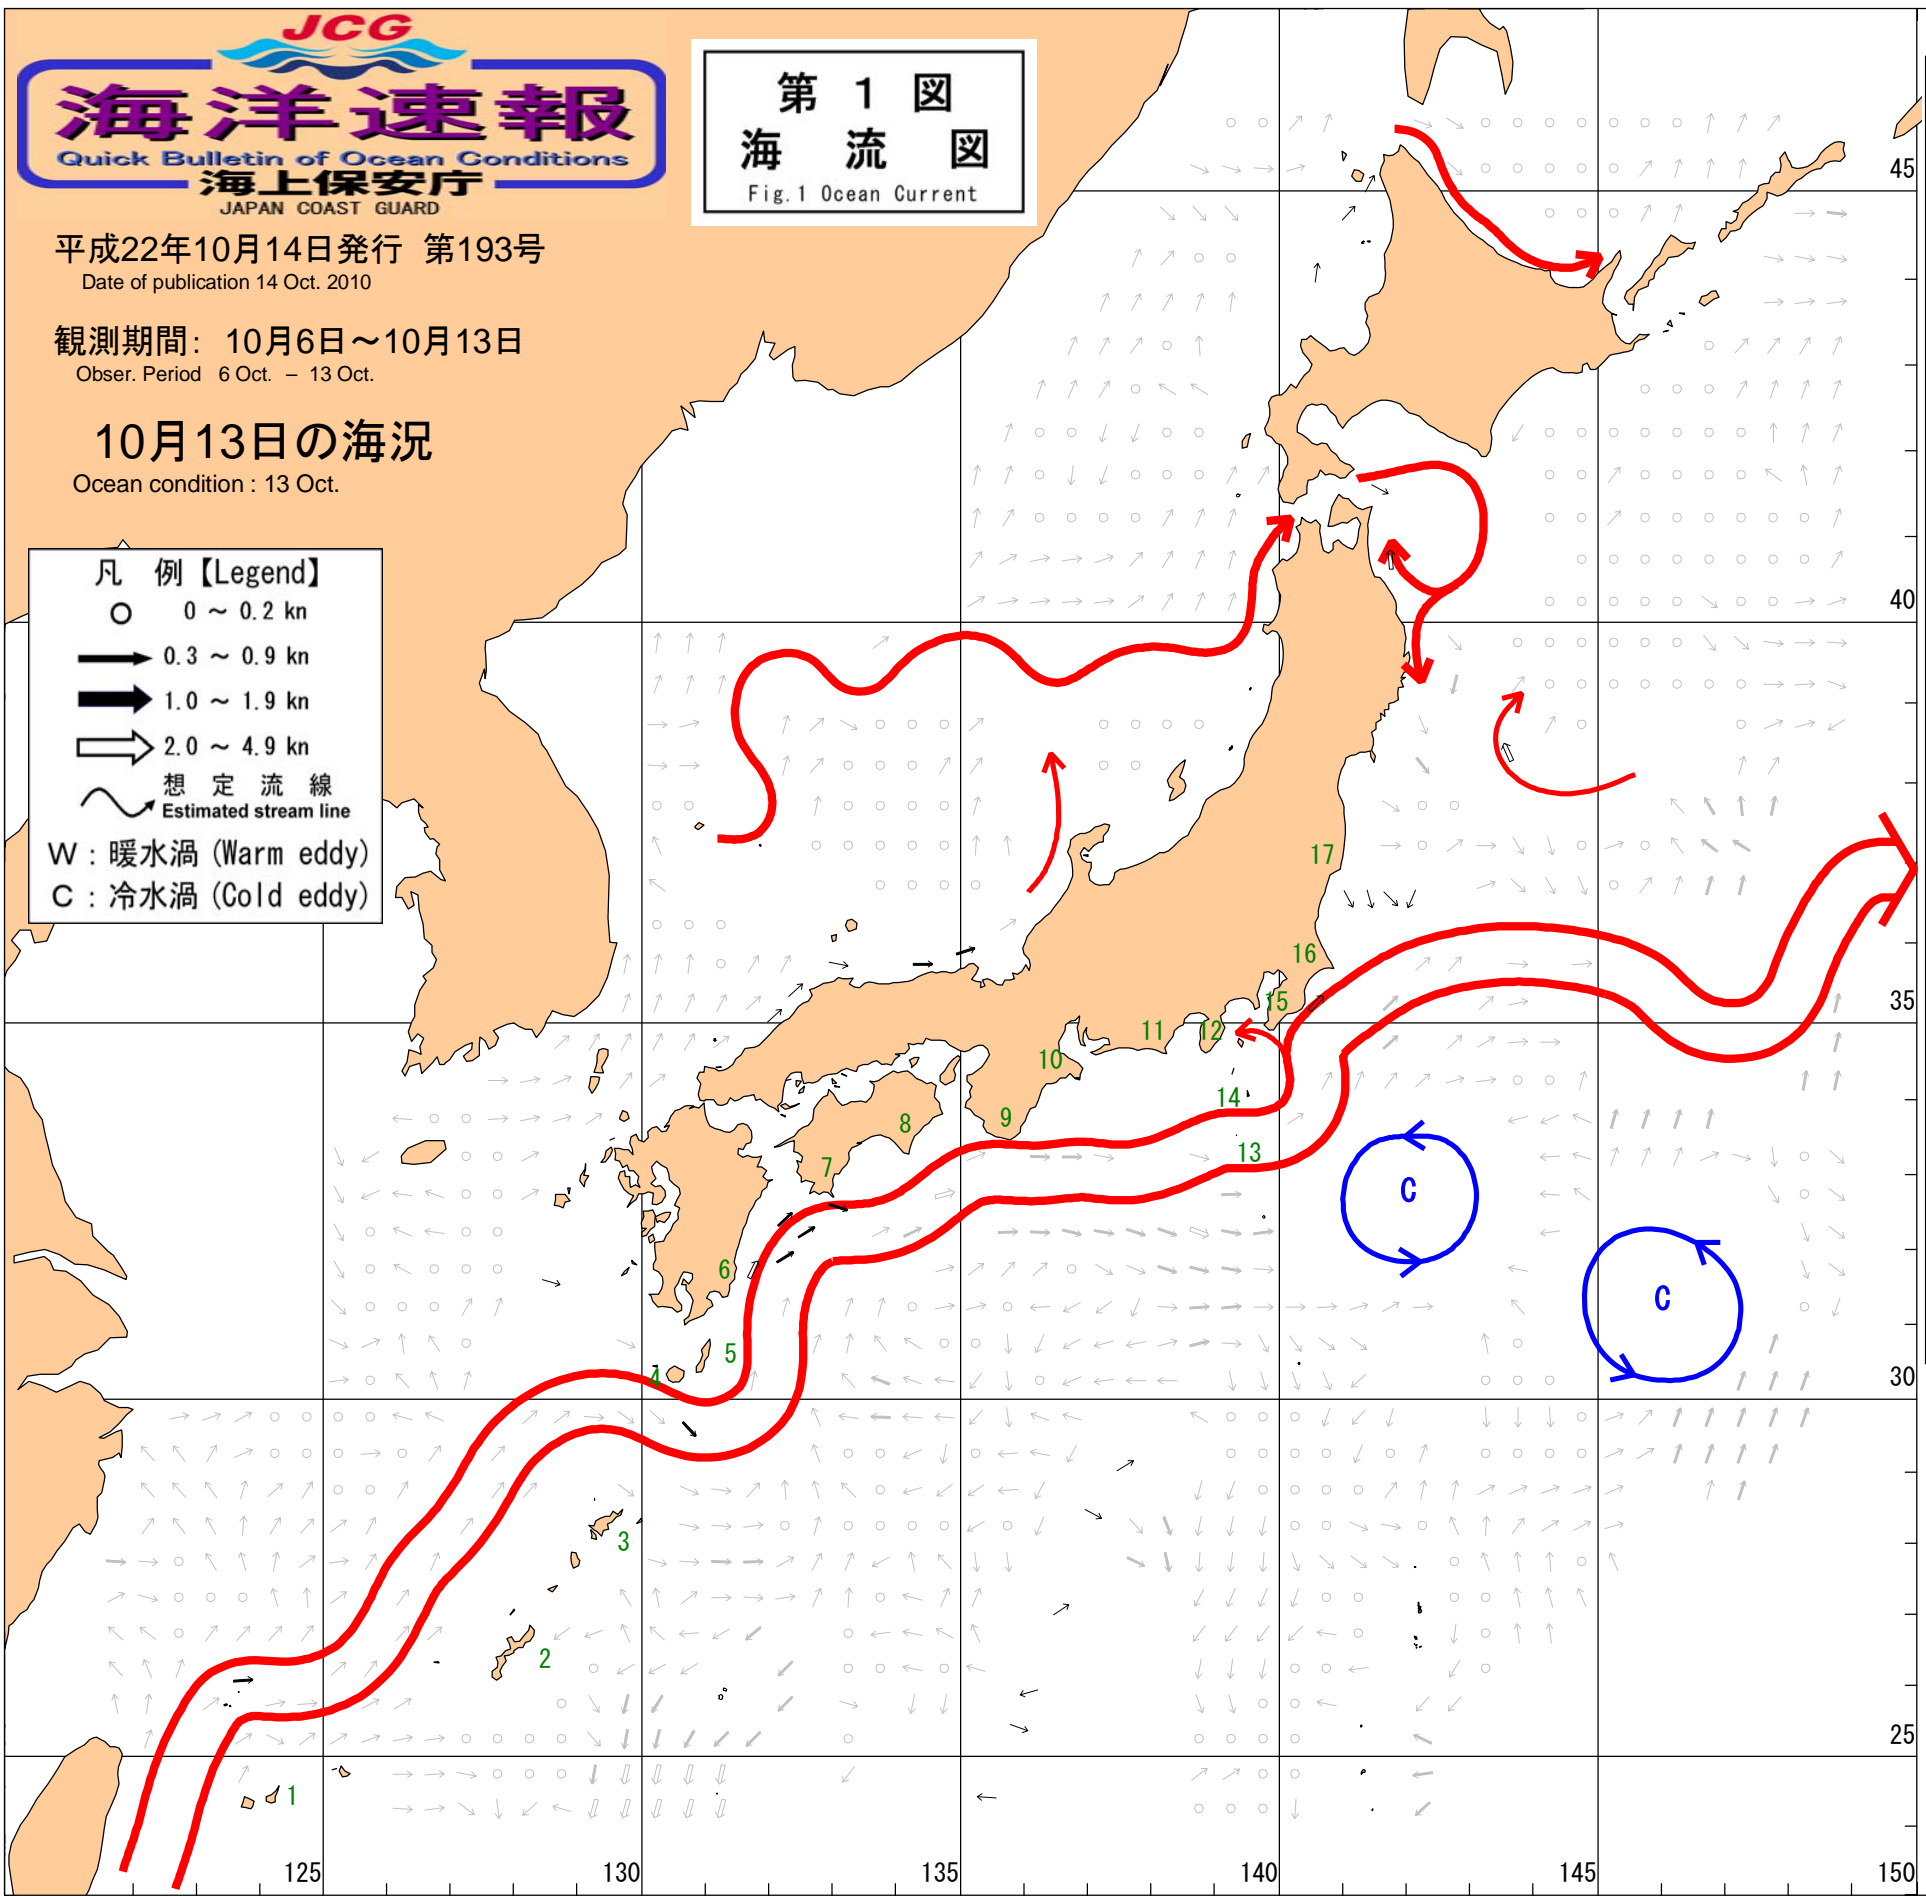 JCG
海洋速報
Quick Bulletin of Ocean Conditions
海上保安庁
JAPAN COAST GUARD
第 1 図
海 流 図
Fig.1 Ocean Current
平成22年10月14日発行 第193号
Date of publication 14 Oct. 2010
観測期間: 10月6日～10月13日
Obser. Period 6 Oct. – 13 Oct.
10月13日の海況
Ocean condition : 13 Oct.
凡 例【Legend】
0 ～ 0.2 kn
0.3 ～ 0.9 kn
1.0 ～ 1.9 kn
2.0 ～ 4.9 kn
想 定 流 線
Estimated stream line
W : 暖水渦 (Warm eddy)
C : 冷水渦 (Cold eddy)
45
40
17
16
35
15
12
11
10
14
9
8
13
7
C
6
C
5
4
30
3
2
25
1
125
130
135
140
145
150